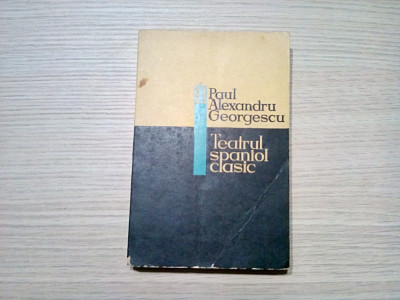 Paul
Alexandru
Georgescu
Teatrul
spaniol
clasic